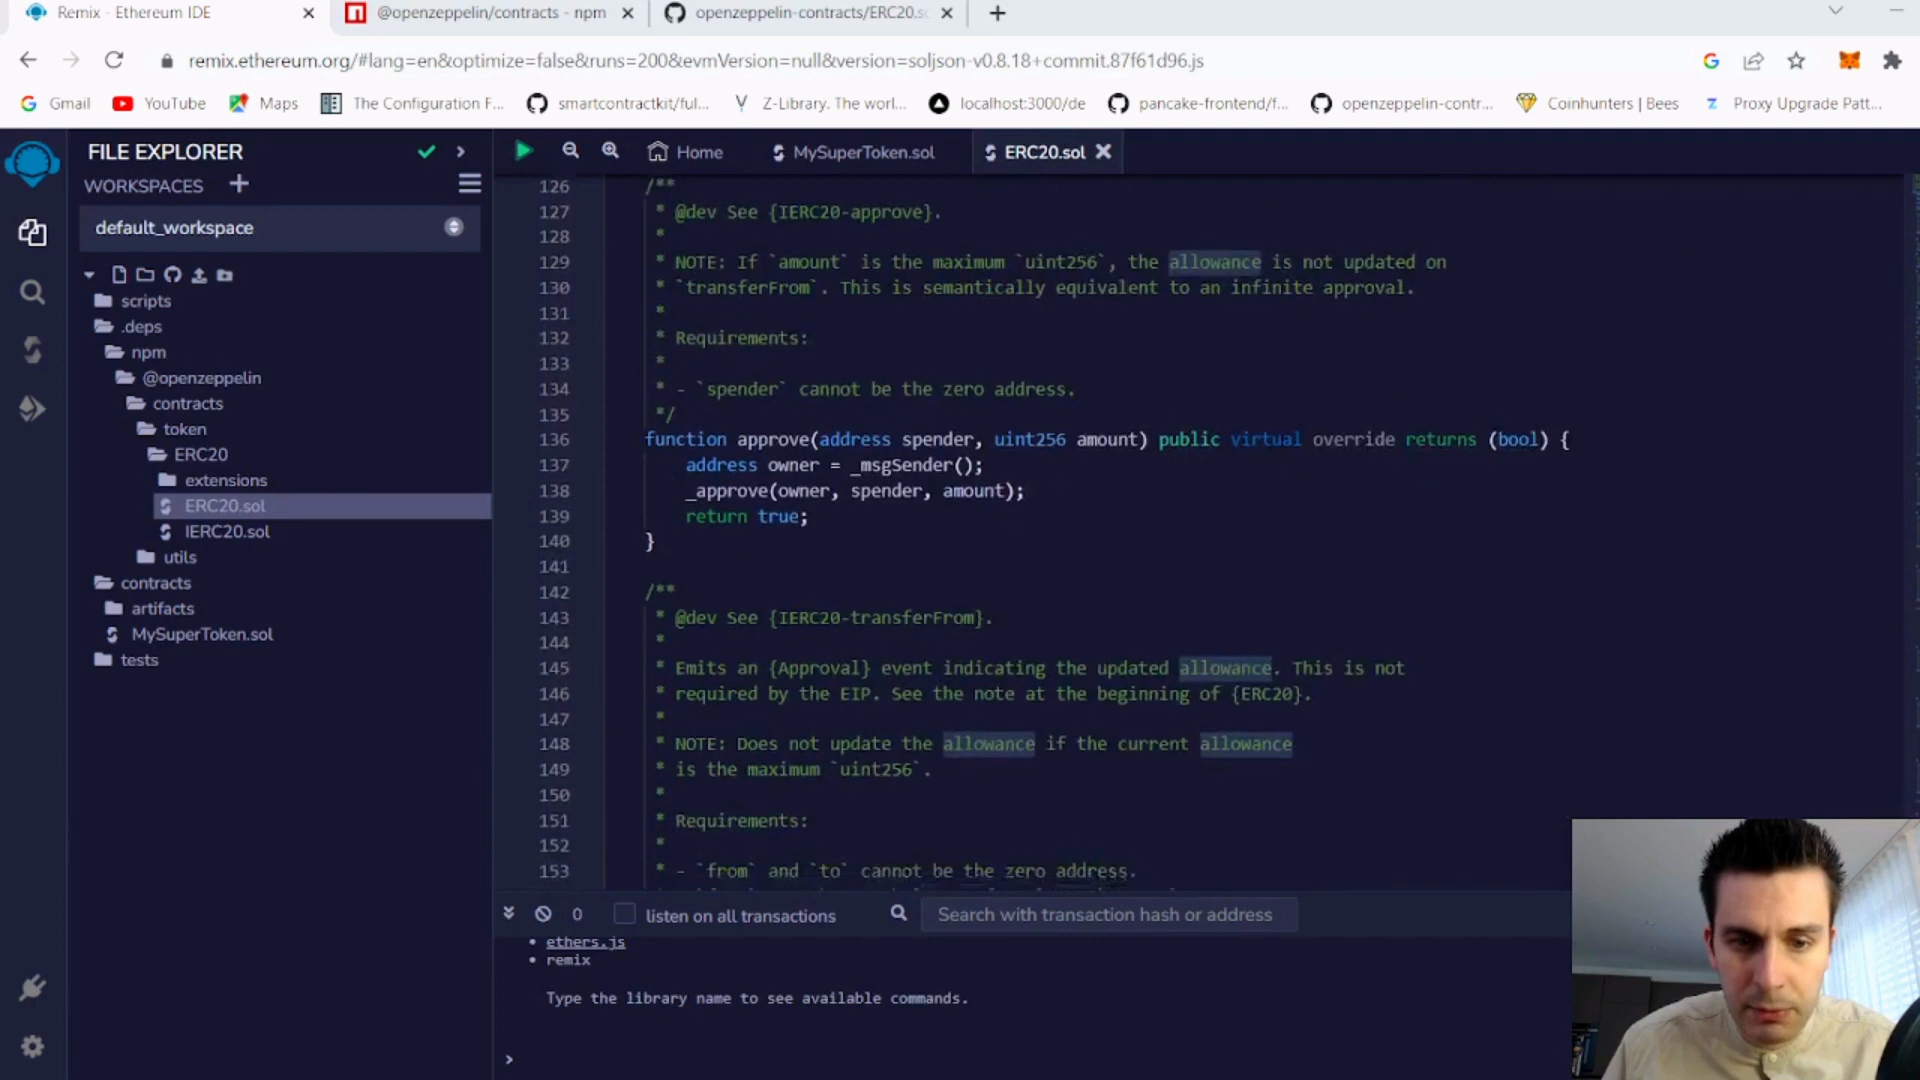 Remix - Ethereum IDE
@openzeppelin/contracts - npm
openzeppelin-contracts/ERC20.s
remix.ethereum.org/#lang=en&optimize=false&runs=200&evmVersion=null&version=soljson-v0.8.18+commit.87f61d96.js
Gmail
YouTube
Maps
The Configuration F...
smartcontractkit/ful...
Z-Library. The worl...
localhost:3000/de
pancake-frontend/f...
openzeppelin-contr...
Coinhunters | Bees
Proxy Upgrade Patt...
FILE EXPLORER
WORKSPACES
default_workspace
scripts
.deps
npm
@openzeppelin
contracts
token
ERC20
extensions
ERC20.sol
IERC20.sol
utils
contracts
artifacts
MySuperToken.sol
tests
Home
MySuperToken.sol
ERC20.sol
126 /**
127 * @dev See {IERC20-approve}.
128 *
129 * NOTE: If `amount` is the maximum `uint256`, the allowance is not updated on
130 * `transferFrom`. This is semantically equivalent to an infinite approval.
131 *
132 * Requirements:
133 *
134 * - `spender` cannot be the zero address.
135 */
136 function approve(address spender, uint256 amount) public virtual override returns (bool) {
137 address owner = _msgSender();
138 _approve(owner, spender, amount);
139 return true;
140 }
141
142 /**
143 * @dev See {IERC20-transferFrom}.
144 *
145 * Emits an {Approval} event indicating the updated allowance. This is not
146 * required by the EIP. See the note at the beginning of {ERC20}.
147 *
148 * NOTE: Does not update the allowance if the current allowance
149 * is the maximum `uint256`.
150 *
151 * Requirements:
152 *
153 * - `from` and `to` cannot be the zero address.
0
listen on all transactions
Search with transaction hash or address
• ethers.js
• remix
Type the library name to see available commands.
>